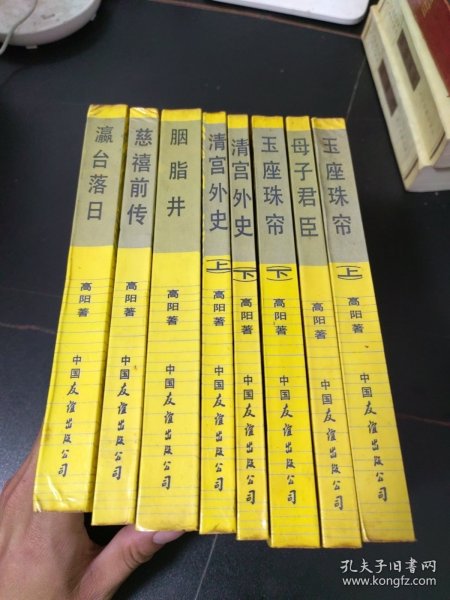 瀛台落日
高阳著
中国友谊出版公司
慈禧前传
高阳著
中国友谊出版公司
胭脂井
高阳著
中国友谊出版公司
清宫外史(上)
高阳著
中国友谊出版公司
清宫外史(下)
高阳著
中国友谊出版公司
玉座珠帘(下)
高阳著
中国友谊出版公司
母子君臣
高阳著
中国友谊出版公司
玉座珠帘(上)
高阳著
中国友谊出版公司
孔夫子旧书网
www.kongfz.com